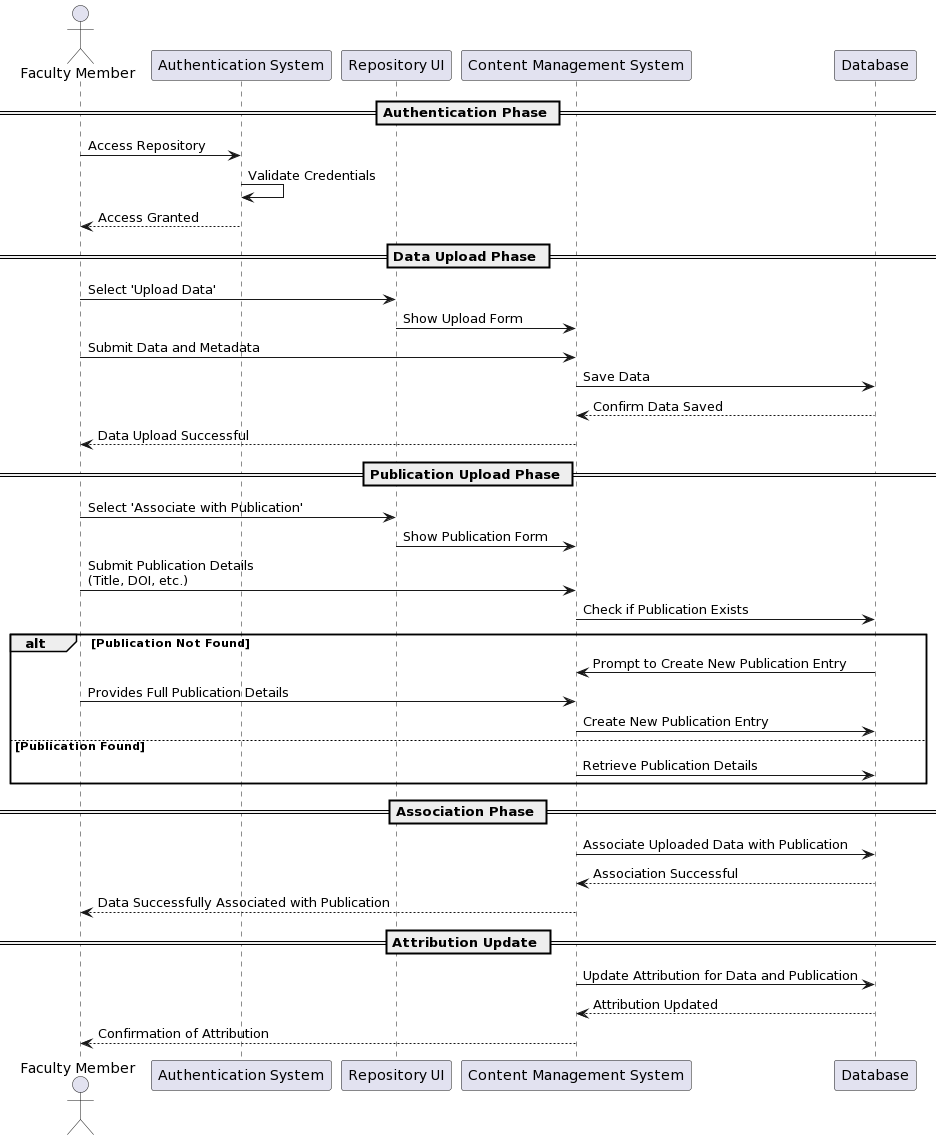 Faculty Member
Authentication System
Repository UI
Content Management System
Database
Authentication Phase
Access Repository
Validate Credentials
Access Granted
Data Upload Phase
Select 'Upload Data'
Show Upload Form
Submit Data and Metadata
Save Data
Confirm Data Saved
Data Upload Successful
Publication Upload Phase
Select 'Associate with Publication'
Show Publication Form
Submit Publication Details
(Title, DOI, etc.)
Check if Publication Exists
alt [Publication Not Found]
Prompt to Create New Publication Entry
Provides Full Publication Details
Create New Publication Entry
[Publication Found]
Retrieve Publication Details
Association Phase
Associate Uploaded Data with Publication
Association Successful
Data Successfully Associated with Publication
Attribution Update
Update Attribution for Data and Publication
Attribution Updated
Confirmation of Attribution
Faculty Member
Authentication System
Repository UI
Content Management System
Database